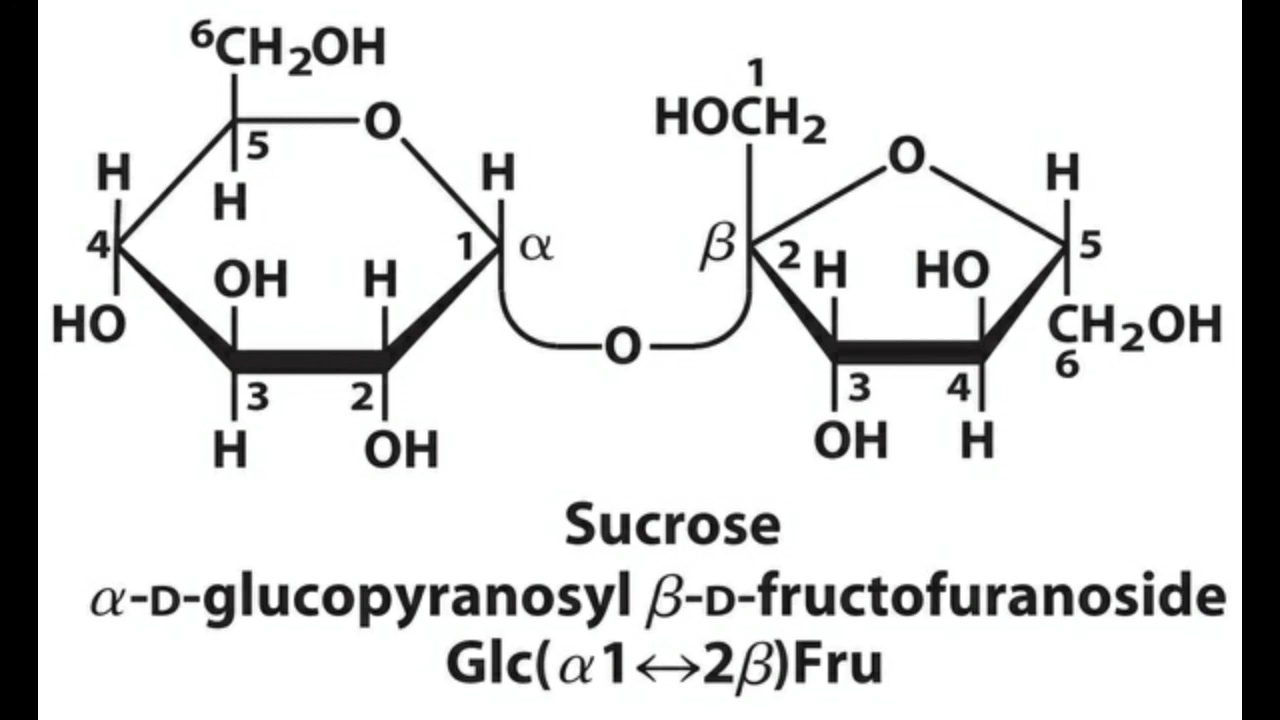 ⁶CH₂OH
1
HOCH₂
O
O
5
H
H
H
H
4
1
α
β
2
5
OH
H
H
HO
HO
CH₂OH
6
O
3
2
3
4
H
OH
OH
H
Sucrose
α-D-glucopyranosyl β-D-fructofuranoside
Glc(α1↔2β)Fru